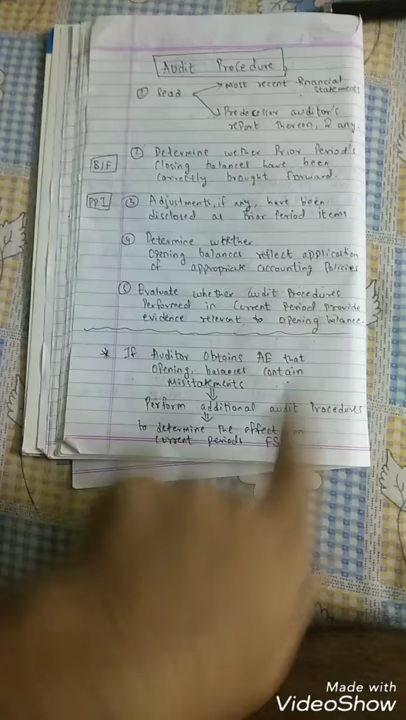 Audit Procedure
① Read
Most recent financial
statements
Predecessor auditor's
report thereon, if any.
② Determine wether Prior Period's
B/F
closing balances have been
correctly brought forward.
PPI
③ Adjustments, if any, have been
disclosed as Prior Period items
④ Determine whether
opening balances reflect application
of appropriate accounting Policies
⑤ Evaluate whether audit Procedures
Performed in current Period provide
evidence relevent to opening balance
* If Auditor Obtains AE that
Opening balances contain
Misstatements
Perform additional audit Procedures
to determine the effect on
current periods FS
Made with
VideoShow